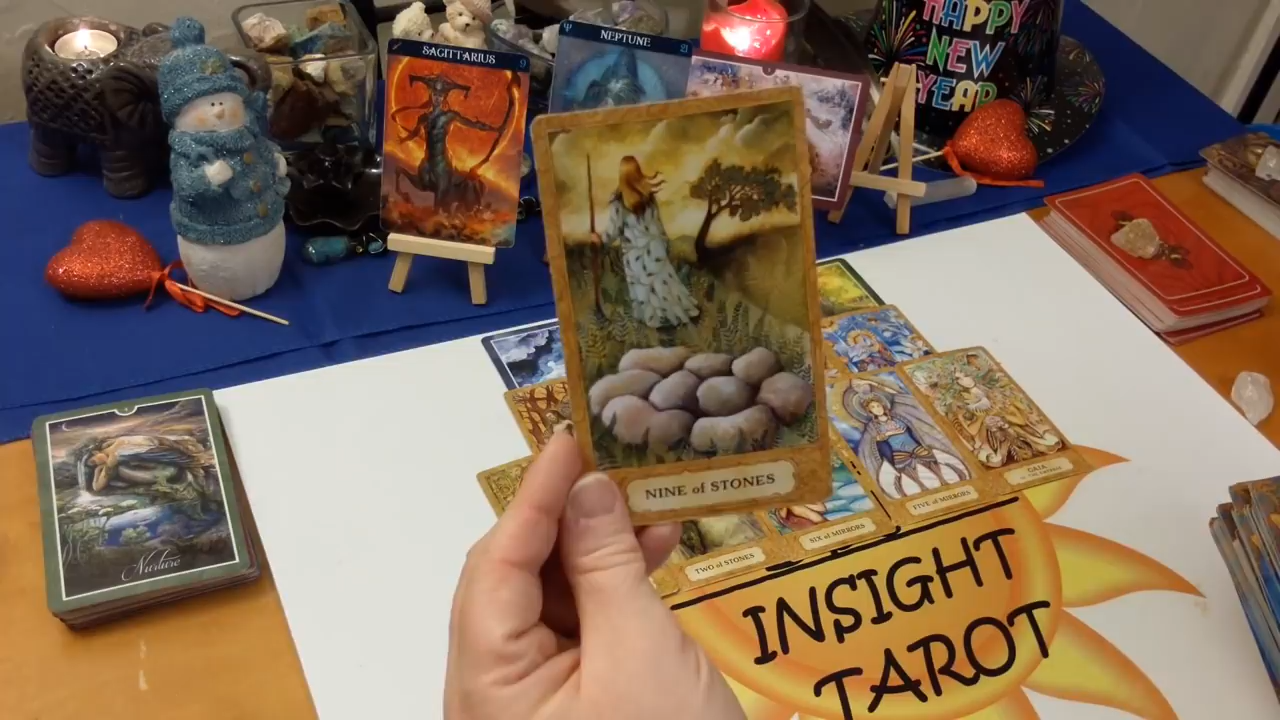 HAPPY
NEW
YEAR
SAGITTARIUS 9
NEPTUNE
NINE of STONES
Nurture
TWO of STONES
SIX of MIRRORS
FIVE of MIRRORS
GAIA
INSIGHT
TAROT